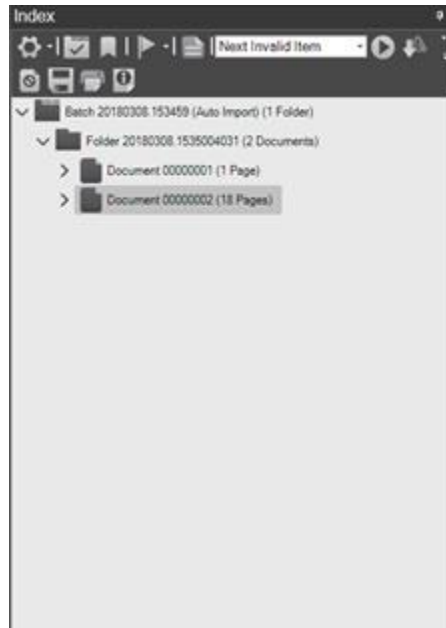 Index
Next Invalid Item
Batch 20180308.153459 (Auto Import) (1 Folder)
Folder 20180308.1535004031 (2 Documents)
Document 00000001 (1 Page)
Document 00000002 (18 Pages)